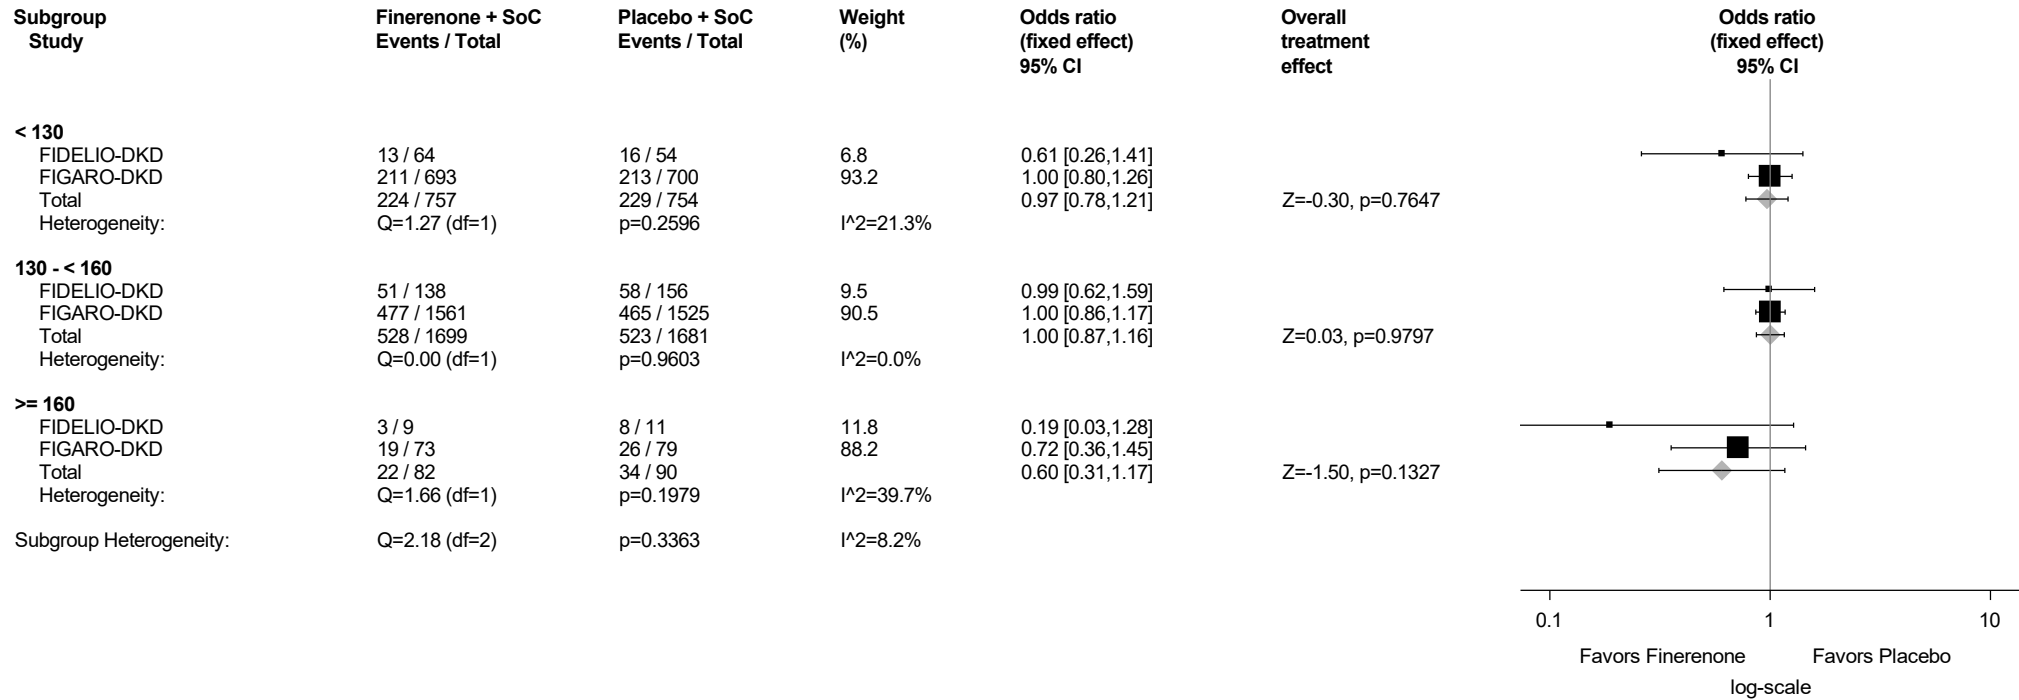 Subgroup Finerenone + SoC Placebo + SoC Weight Odds ratio Overall Odds ratio
Study Events / Total Events / Total (%) (fixed effect) treatment (fixed effect)
95% CI effect 95% CI
< 130
FIDELIO-DKD 13 / 64 16 / 54 6.8 0.61 [0.26,1.41]
FIGARO-DKD 211 / 693 213 / 700 93.2 1.00 [0.80,1.26]
Total 224 / 757 229 / 754 0.97 [0.78,1.21] Z=-0.30, p=0.7647
Heterogeneity: Q=1.27 (df=1) p=0.2596 I^2=21.3%
130 - < 160
FIDELIO-DKD 51 / 138 58 / 156 9.5 0.99 [0.62,1.59]
FIGARO-DKD 477 / 1561 465 / 1525 90.5 1.00 [0.86,1.17]
Total 528 / 1699 523 / 1681 1.00 [0.87,1.16] Z=0.03, p=0.9797
Heterogeneity: Q=0.00 (df=1) p=0.9603 I^2=0.0%
>= 160
FIDELIO-DKD 3 / 9 8 / 11 11.8 0.19 [0.03,1.28]
FIGARO-DKD 19 / 73 26 / 79 88.2 0.72 [0.36,1.45]
Total 22 / 82 34 / 90 0.60 [0.31,1.17] Z=-1.50, p=0.1327
Heterogeneity: Q=1.66 (df=1) p=0.1979 I^2=39.7%
Subgroup Heterogeneity: Q=2.18 (df=2) p=0.3363 I^2=8.2%
0.1 1 10
Favors Finerenone Favors Placebo
log-scale